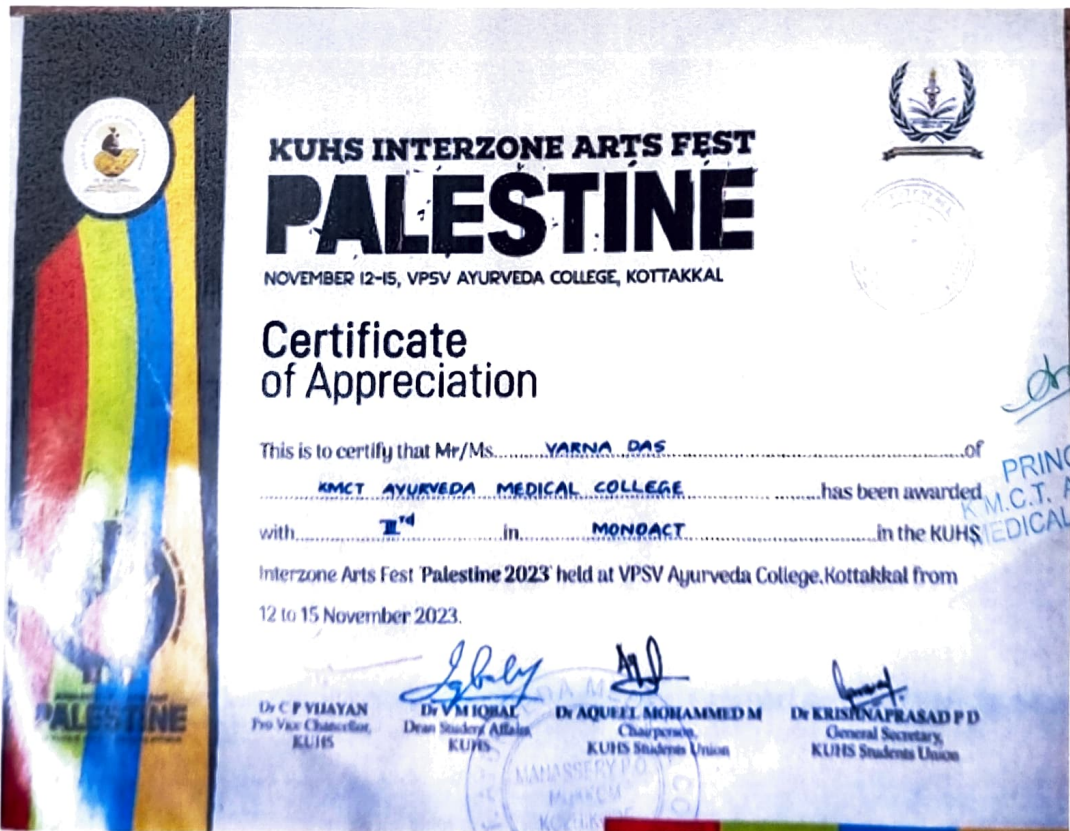 KUHS INTERZONE ARTS FEST
PALESTINE
NOVEMBER 12-15, VPSV AYURVEDA COLLEGE, KOTTAKKAL
Certificate
of Appreciation
This is to certify that Mr/Ms. VARNA DAS of
KMCT AYURVEDA MEDICAL COLLEGE has been awarded
with IInd in MONOACT in the KUHS
Interzone Arts Fest 'Palestine 2023' held at VPSV Ayurveda College,Kottakkal from
12 to 15 November 2023.
PRINC
K M.C.T. A
MEDICAL
PALESTINE
Dr C P VIJAYAN
Pro Vice Chancellor,
KUHS
Dr V M IQBAL
Dean Student Affairs
KUHS
Dr AQUEEL MOHAMMED M
Chairperson,
KUHS Students Union
Dr KRISHNAPRASAD P D
General Secretary,
KUHS Students Union
MANASSERY P.O.
MUKKOM